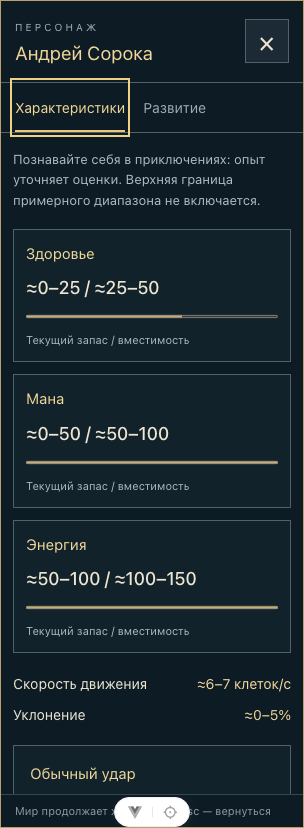 ПЕРСОНАЖ
Андрей Сорока
×
Характеристики
Развитие
Познавайте себя в приключениях: опыт
уточняет оценки. Верхняя граница
примерного диапазона не включается.
Здоровье
≈0–25 / ≈25–50
Текущий запас / вместимость
Мана
≈0–50 / ≈50–100
Текущий запас / вместимость
Энергия
≈50–100 / ≈100–150
Текущий запас / вместимость
Скорость движения ≈6–7 клеток/с
Уклонение ≈0–5%
Обычный удар
Мир продолжает — вернуться